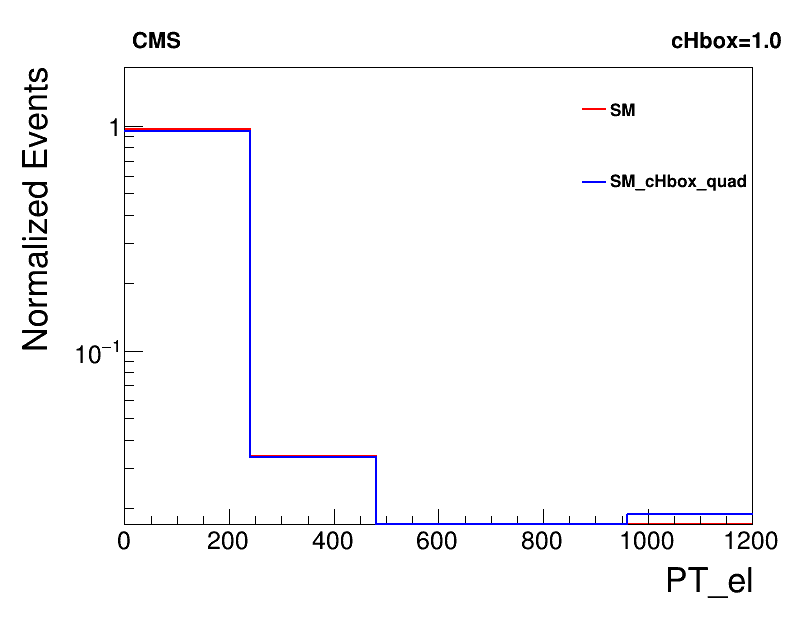 CMS
cHbox=1.0
Normalized Events
1
10⁻¹
SM
SM_cHbox_quad
0 200 400 600 800 1000 1200
PT_el